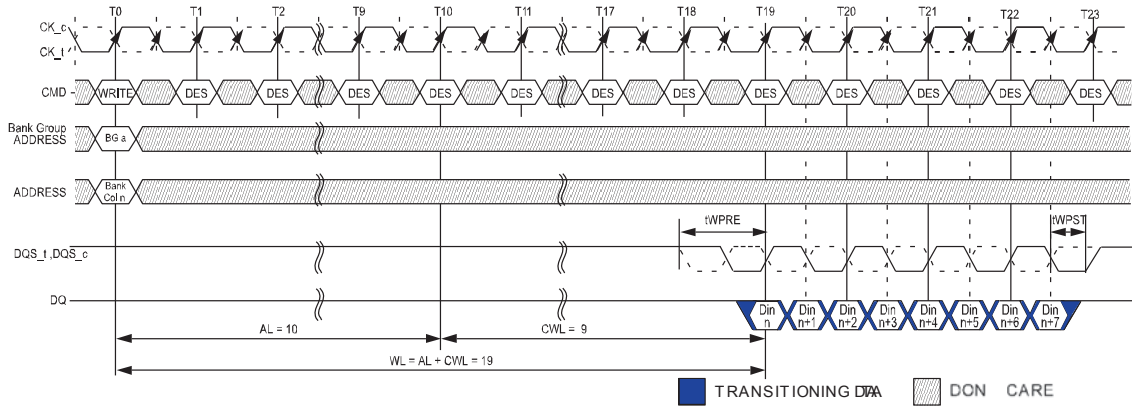 T0 T1 T2 T9 T10 T11 T17 T18 T19 T20 T21 T22 T23
CK_c
CK_t
CMD WRITE DES DES DES DES DES DES DES DES DES DES DES DES
Bank Group
ADDRESS
BG a
ADDRESS
Bank
Col n
tWPRE
tWPST
DQS_t ,DQS_c
DQ
Din Din Din Din Din Din Din Din
n n+1 n+2 n+3 n+4 n+5 n+6 n+7
AL = 10
CWL = 9
WL = AL + CWL = 19
TRANSITIONING DATA
DON CARE